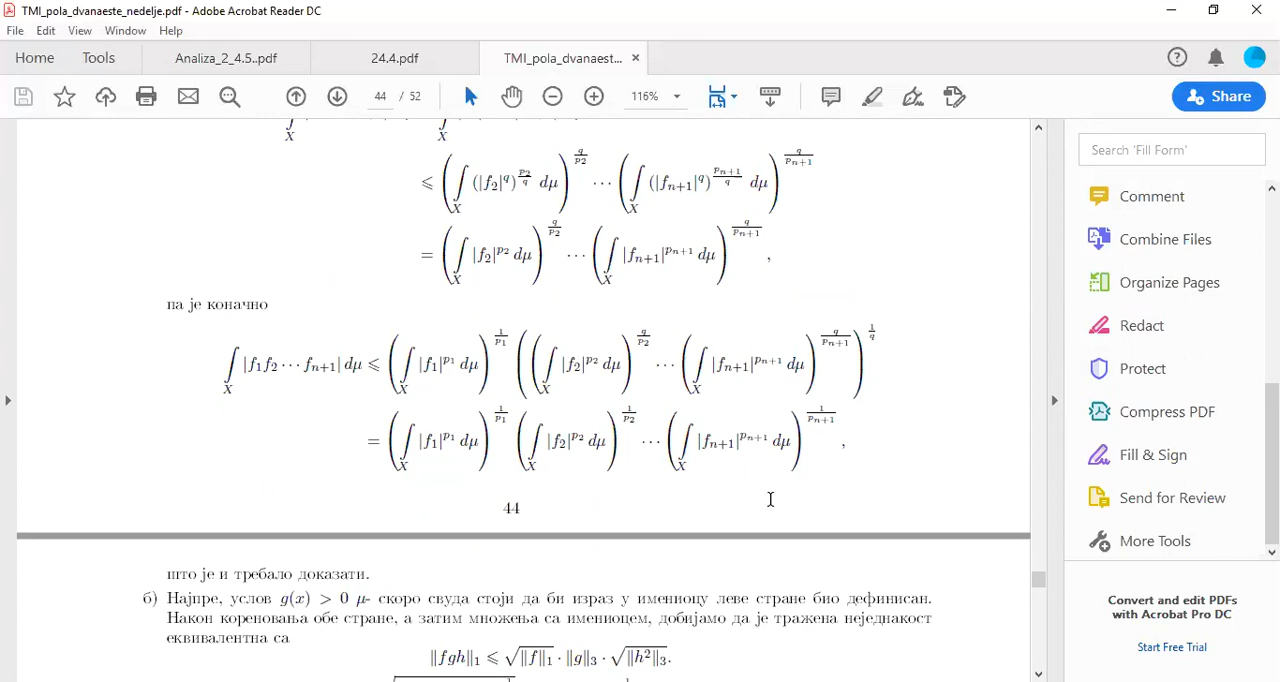 TMI_pola_dvanaeste_nedelje.pdf - Adobe Acrobat Reader DC
File Edit View Window Help
Home Tools Analiza_2_4.5..pdf 24.4.pdf TMI_pola_dvanaest... ×
44 / 52 116% Share
Search 'Fill Form'
Comment
Combine Files
Organize Pages
Redact
Protect
Compress PDF
Fill & Sign
Send for Review
More Tools
Convert and edit PDFs
with Acrobat Pro DC
Start Free Trial
∫_X ∫_X
⩽ (∫_X (|f_2|^q)^{p_2/q} dμ)^{q/p_2} ⋯ (∫_X (|f_{n+1}|^q)^{p_{n+1}/q} dμ)^{q/p_{n+1}}
= (∫_X |f_2|^{p_2} dμ)^{q/p_2} ⋯ (∫_X |f_{n+1}|^{p_{n+1}} dμ)^{q/p_{n+1}},
па је коначно
∫_X |f_1 f_2 ⋯ f_{n+1}| dμ ⩽ (∫_X |f_1|^{p_1} dμ)^{1/p_1} ((∫_X |f_2|^{p_2} dμ)^{q/p_2} ⋯ (∫_X |f_{n+1}|^{p_{n+1}} dμ)^{q/p_{n+1}})^{1/q}
= (∫_X |f_1|^{p_1} dμ)^{1/p_1} (∫_X |f_2|^{p_2} dμ)^{1/p_2} ⋯ (∫_X |f_{n+1}|^{p_{n+1}} dμ)^{1/p_{n+1}},
44
што је и требало доказати.
б) Најпре, услов g(x) > 0 μ- скоро свуда стоји да би израз у имениоцу леве стране био дефинисан.
Након кореновања обе стране, а затим множења са имениоцем, добијамо да је тражена неједнакост
еквивалентна са
‖fgh‖_1 ⩽ √‖f‖_1 · ‖g‖_3 · √‖h^2‖_3.